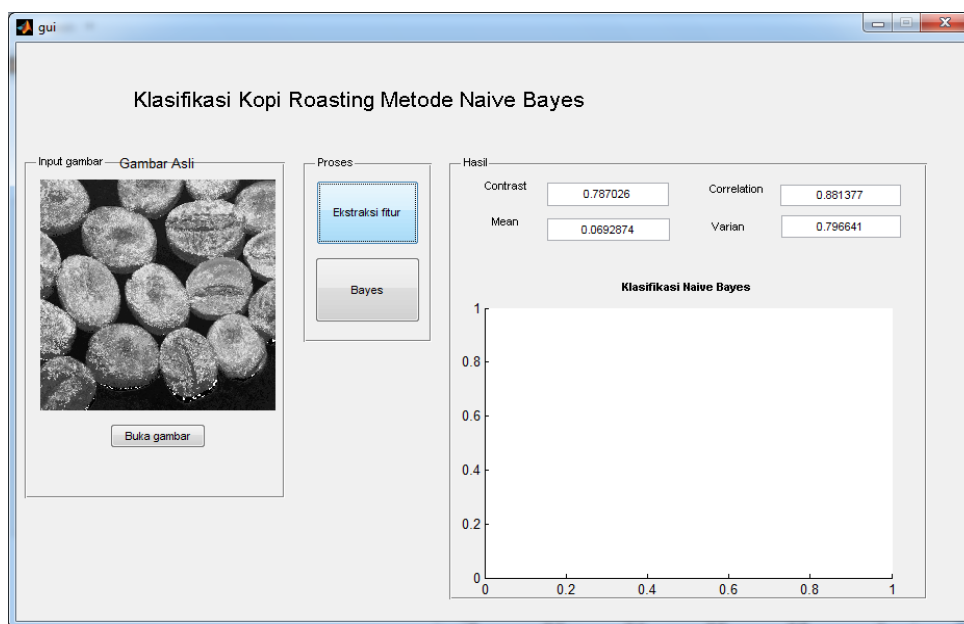 gui
Klasifikasi Kopi Roasting Metode Naive Bayes
Input gambar
Gambar Asli
Buka gambar
Proses
Ekstraksi fitur
Bayes
Hasil
Contrast 0.787026 Correlation 0.881377
Mean 0.0692874 Varian 0.796641
Klasifikasi Naive Bayes
1
0.8
0.6
0.4
0.2
0
0 0.2 0.4 0.6 0.8 1